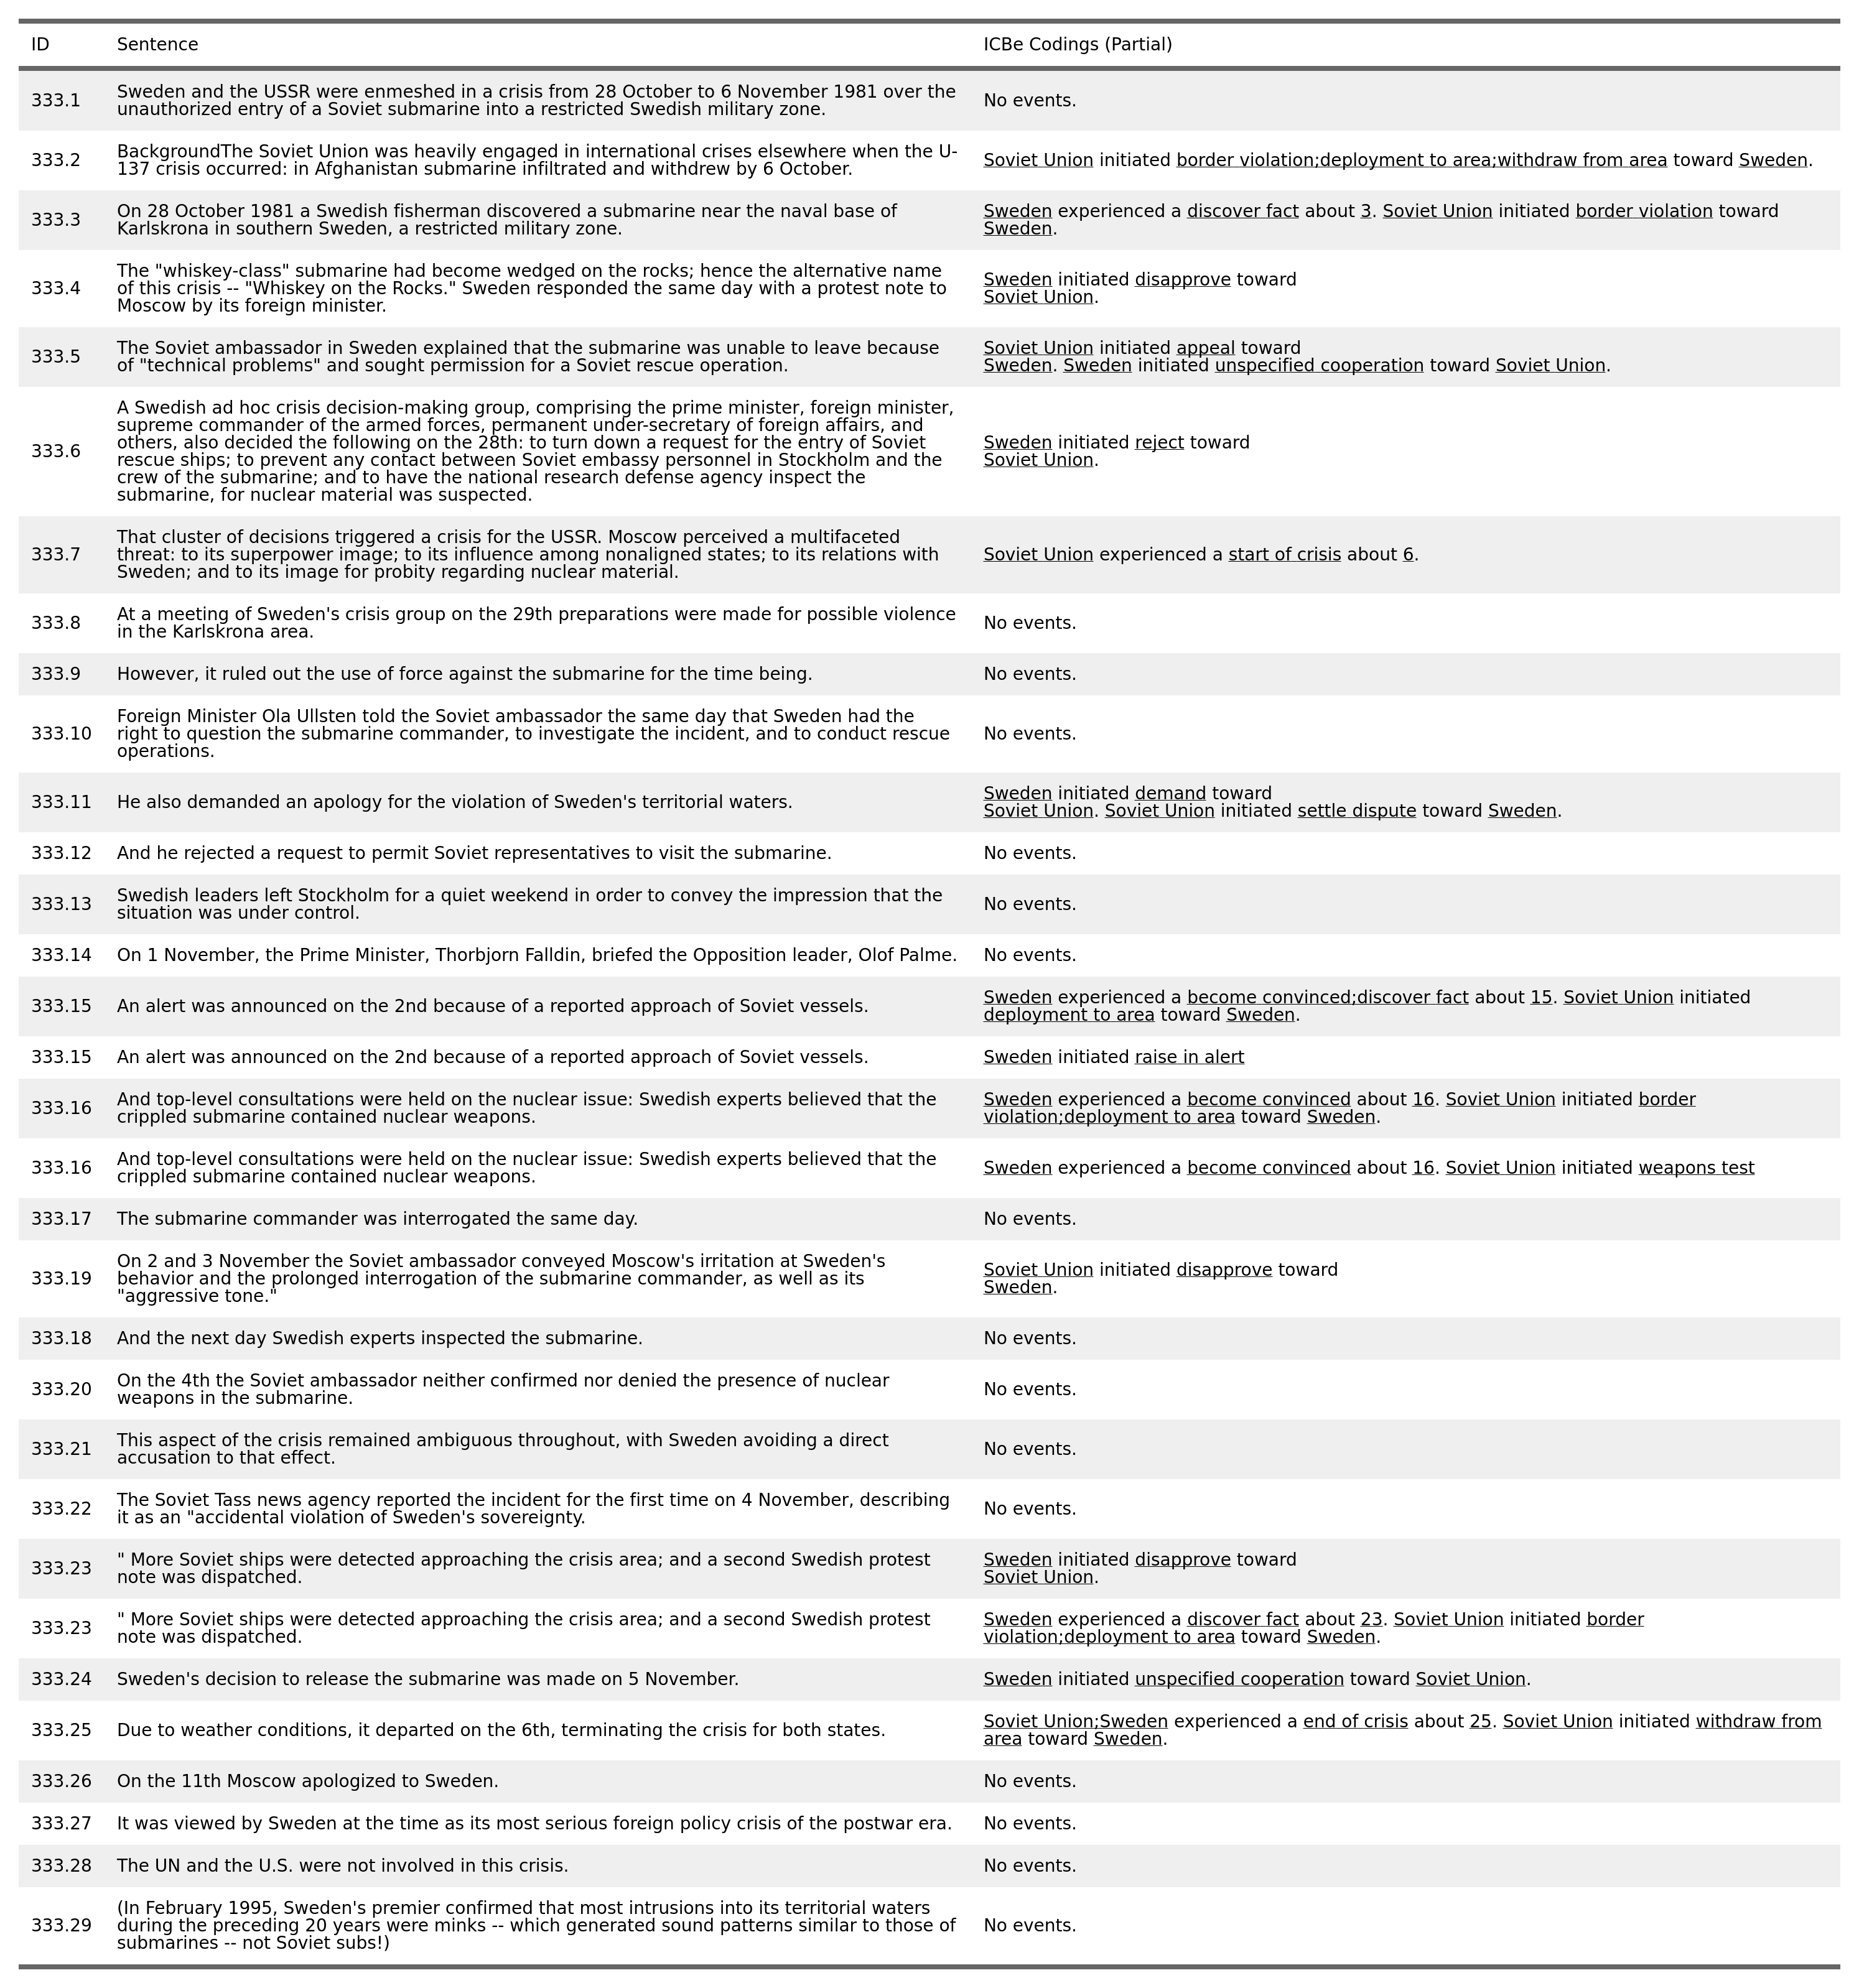 ID Sentence ICBe Codings (Partial)
333.1 Sweden and the USSR were enmeshed in a crisis from 28 October to 6 November 1981 over the
unauthorized entry of a Soviet submarine into a restricted Swedish military zone. No events.
333.2 BackgroundThe Soviet Union was heavily engaged in international crises elsewhere when the U-
137 crisis occurred: in Afghanistan submarine infiltrated and withdrew by 6 October. Soviet Union initiated border violation;deployment to area;withdraw from area toward Sweden.
333.3 On 28 October 1981 a Swedish fisherman discovered a submarine near the naval base of
Karlskrona in southern Sweden, a restricted military zone. Sweden experienced a discover fact about 3. Soviet Union initiated border violation toward
Sweden.
333.4 The "whiskey-class" submarine had become wedged on the rocks; hence the alternative name
of this crisis -- "Whiskey on the Rocks." Sweden responded the same day with a protest note to
Moscow by its foreign minister. Sweden initiated disapprove toward
Soviet Union.
333.5 The Soviet ambassador in Sweden explained that the submarine was unable to leave because
of "technical problems" and sought permission for a Soviet rescue operation. Soviet Union initiated appeal toward
Sweden. Sweden initiated unspecified cooperation toward Soviet Union.
333.6 A Swedish ad hoc crisis decision-making group, comprising the prime minister, foreign minister,
supreme commander of the armed forces, permanent under-secretary of foreign affairs, and
others, also decided the following on the 28th: to turn down a request for the entry of Soviet
rescue ships; to prevent any contact between Soviet embassy personnel in Stockholm and the
crew of the submarine; and to have the national research defense agency inspect the
submarine, for nuclear material was suspected. Sweden initiated reject toward
Soviet Union.
333.7 That cluster of decisions triggered a crisis for the USSR. Moscow perceived a multifaceted
threat: to its superpower image; to its influence among nonaligned states; to its relations with
Sweden; and to its image for probity regarding nuclear material. Soviet Union experienced a start of crisis about 6.
333.8 At a meeting of Sweden's crisis group on the 29th preparations were made for possible violence
in the Karlskrona area. No events.
333.9 However, it ruled out the use of force against the submarine for the time being. No events.
333.10 Foreign Minister Ola Ullsten told the Soviet ambassador the same day that Sweden had the
right to question the submarine commander, to investigate the incident, and to conduct rescue
operations. No events.
333.11 He also demanded an apology for the violation of Sweden's territorial waters. Sweden initiated demand toward
Soviet Union. Soviet Union initiated settle dispute toward Sweden.
333.12 And he rejected a request to permit Soviet representatives to visit the submarine. No events.
333.13 Swedish leaders left Stockholm for a quiet weekend in order to convey the impression that the
situation was under control. No events.
333.14 On 1 November, the Prime Minister, Thorbjorn Falldin, briefed the Opposition leader, Olof Palme. No events.
333.15 An alert was announced on the 2nd because of a reported approach of Soviet vessels. Sweden experienced a become convinced;discover fact about 15. Soviet Union initiated
deployment to area toward Sweden.
333.15 An alert was announced on the 2nd because of a reported approach of Soviet vessels. Sweden initiated raise in alert
333.16 And top-level consultations were held on the nuclear issue: Swedish experts believed that the
crippled submarine contained nuclear weapons. Sweden experienced a become convinced about 16. Soviet Union initiated border
violation;deployment to area toward Sweden.
333.16 And top-level consultations were held on the nuclear issue: Swedish experts believed that the
crippled submarine contained nuclear weapons. Sweden experienced a become convinced about 16. Soviet Union initiated weapons test
333.17 The submarine commander was interrogated the same day. No events.
333.19 On 2 and 3 November the Soviet ambassador conveyed Moscow's irritation at Sweden's
behavior and the prolonged interrogation of the submarine commander, as well as its
"aggressive tone." Soviet Union initiated disapprove toward
Sweden.
333.18 And the next day Swedish experts inspected the submarine. No events.
333.20 On the 4th the Soviet ambassador neither confirmed nor denied the presence of nuclear
weapons in the submarine. No events.
333.21 This aspect of the crisis remained ambiguous throughout, with Sweden avoiding a direct
accusation to that effect. No events.
333.22 The Soviet Tass news agency reported the incident for the first time on 4 November, describing
it as an "accidental violation of Sweden's sovereignty. No events.
333.23 " More Soviet ships were detected approaching the crisis area; and a second Swedish protest
note was dispatched. Sweden initiated disapprove toward
Soviet Union.
333.23 " More Soviet ships were detected approaching the crisis area; and a second Swedish protest
note was dispatched. Sweden experienced a discover fact about 23. Soviet Union initiated border
violation;deployment to area toward Sweden.
333.24 Sweden's decision to release the submarine was made on 5 November. Sweden initiated unspecified cooperation toward Soviet Union.
333.25 Due to weather conditions, it departed on the 6th, terminating the crisis for both states. Soviet Union;Sweden experienced a end of crisis about 25. Soviet Union initiated withdraw from
area toward Sweden.
333.26 On the 11th Moscow apologized to Sweden. No events.
333.27 It was viewed by Sweden at the time as its most serious foreign policy crisis of the postwar era. No events.
333.28 The UN and the U.S. were not involved in this crisis. No events.
333.29 (In February 1995, Sweden's premier confirmed that most intrusions into its territorial waters
during the preceding 20 years were minks -- which generated sound patterns similar to those of
submarines -- not Soviet subs!) No events.